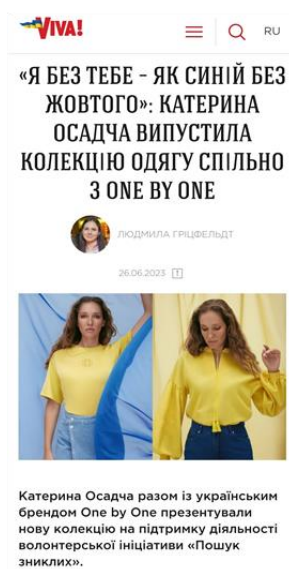 VIVA!
RU
«Я БЕЗ ТЕБЕ – ЯК СИНІЙ БЕЗ
ЖОВТОГО»: КАТЕРИНА
ОСАДЧА ВИПУСТИЛА
КОЛЕКЦІЮ ОДЯГУ СПІЛЬНО
З ONE BY ONE
ЛЮДМИЛА ГРІЦФЕЛЬДТ
26.06.2023
Катерина Осадча разом із українським
брендом One by One презентували
нову колекцію на підтримку діяльності
волонтерської ініціативи «Пошук
зниклих».